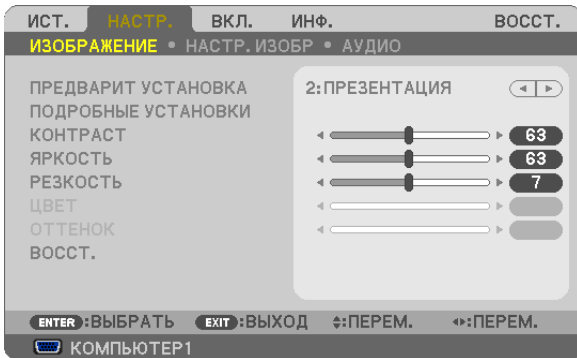 ИСТ. НАСТР. ВКЛ. ИНФ. ВОССТ.
ИЗОБРАЖЕНИЕ • НАСТР.ИЗОБР • АУДИО
ПРЕДВАРИТ УСТАНОВКА 2:ПРЕЗЕНТАЦИЯ
ПОДРОБНЫЕ УСТАНОВКИ
КОНТРАСТ 63
ЯРКОСТЬ 63
РЕЗКОСТЬ 7
ЦВЕТ
ОТТЕНОК
ВОССТ.
ENTER:ВЫБРАТЬ EXIT:ВЫХОД :ПЕРЕМ. :ПЕРЕМ.
КОМПЬЮТЕР1